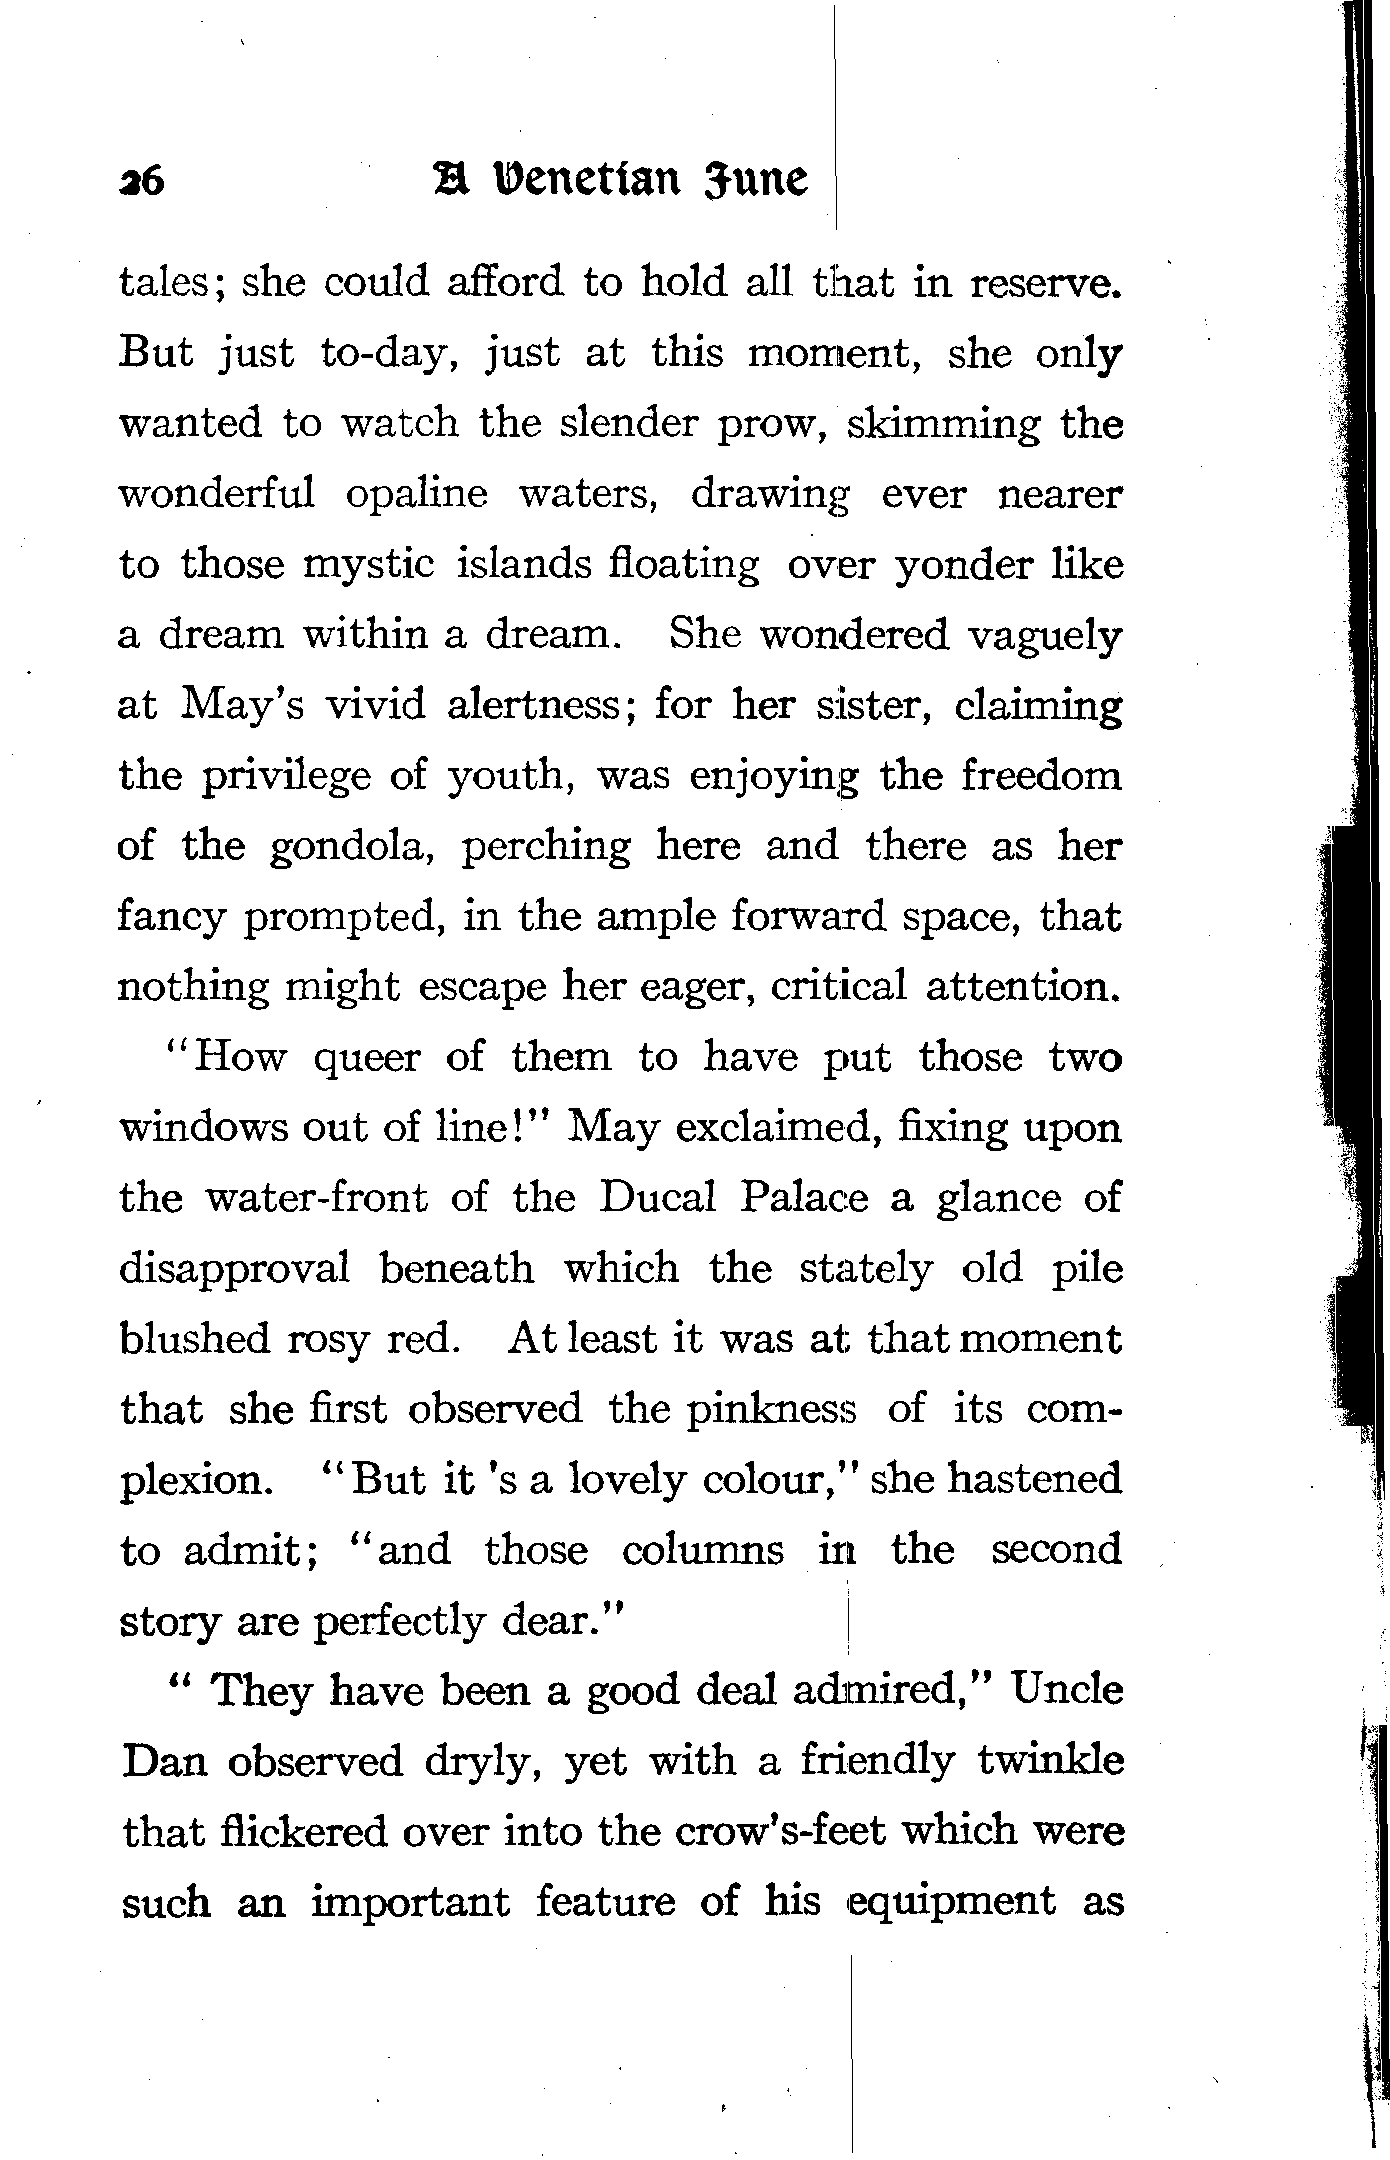 26 A Venetian June
tales; she could afford to hold all that in reserve.
But just to-day, just at this moment, she only
wanted to watch the slender prow, skimming the
wonderful opaline waters, drawing ever nearer
to those mystic islands floating over yonder like
a dream within a dream. She wondered vaguely
at May's vivid alertness; for her sister, claiming
the privilege of youth, was enjoying the freedom
of the gondola, perching here and there as her
fancy prompted, in the ample forward space, that
nothing might escape her eager, critical attention.
"How queer of them to have put those two
windows out of line!" May exclaimed, fixing upon
the water-front of the Ducal Palace a glance of
disapproval beneath which the stately old pile
blushed rosy red. At least it was at that moment
that she first observed the pinkness of its com-
plexion. "But it 's a lovely colour," she hastened
to admit; "and those columns in the second
story are perfectly dear."
" They have been a good deal admired," Uncle
Dan observed dryly, yet with a friendly twinkle
that flickered over into the crow's-feet which were
such an important feature of his equipment as